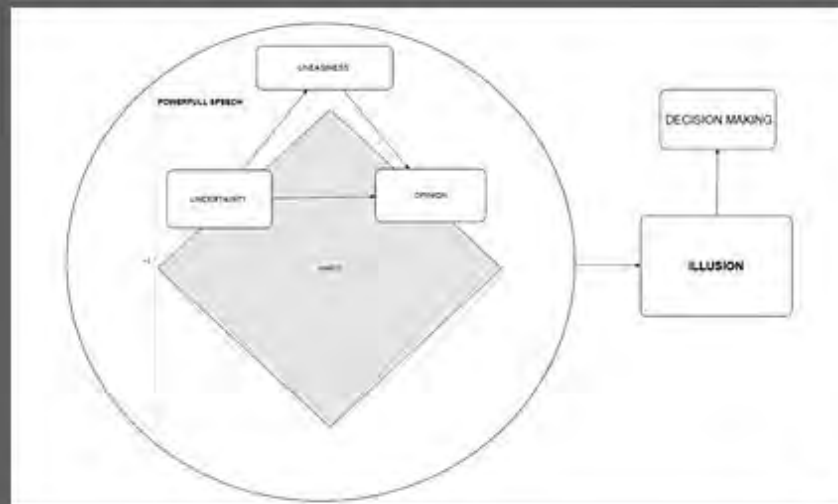 UNEASINESS
POWERFULL SPEECH
DECISION MAKING
UNCERTAINTY
OPINION
ILLUSION